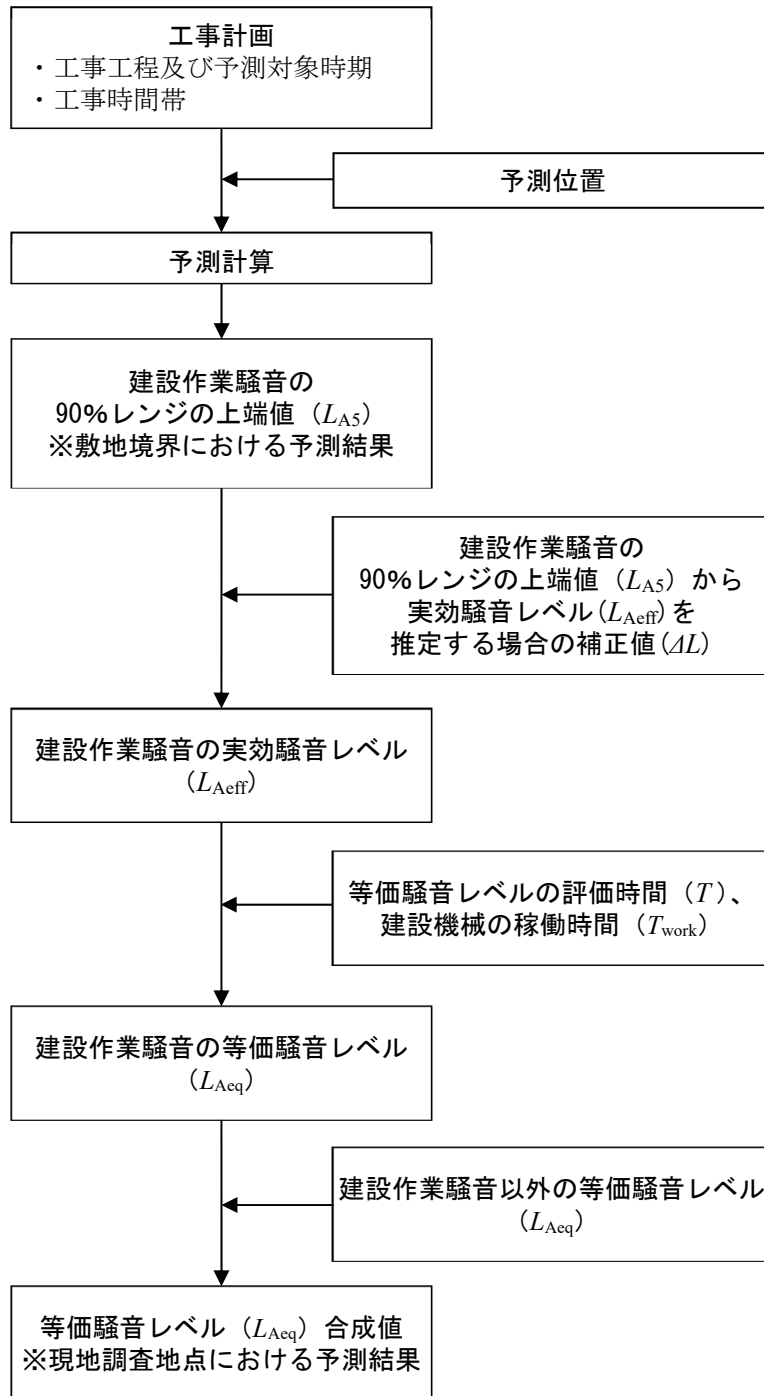 工事計画
・工事工程及び予測対象時期
・工事時間帯
予測位置
予測計算
建設作業騒音の
90%レンジの上端値（LA5）
※敷地境界における予測結果
建設作業騒音の
90%レンジの上端値（LA5）から
実効騒音レベル(LAeff)を
推定する場合の補正値(ΔL)
建設作業騒音の実効騒音レベル
（LAeff）
等価騒音レベルの評価時間（T）、
建設機械の稼働時間（Twork）
建設作業騒音の等価騒音レベル
（LAeq）
建設作業騒音以外の等価騒音レベル
（LAeq）
等価騒音レベル（LAeq）合成値
※現地調査地点における予測結果